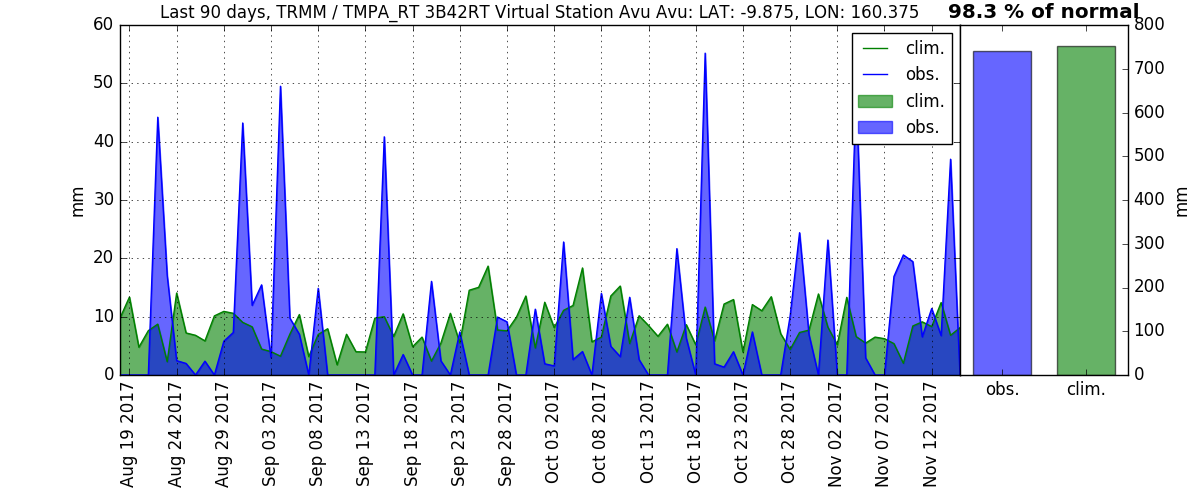 Last 90 days, TRMM / TMPA_RT 3B42RT Virtual Station Avu Avu: LAT: -9.875, LON: 160.375
98.3 % of normal
60
50
40
30
20
10
0
mm
clim.
obs.
clim.
obs.
800
700
600
500
400
300
200
100
0
mm
Aug 19 2017
Aug 24 2017
Aug 29 2017
Sep 03 2017
Sep 08 2017
Sep 13 2017
Sep 18 2017
Sep 23 2017
Sep 28 2017
Oct 03 2017
Oct 08 2017
Oct 13 2017
Oct 18 2017
Oct 23 2017
Oct 28 2017
Nov 02 2017
Nov 07 2017
Nov 12 2017
obs.
clim.